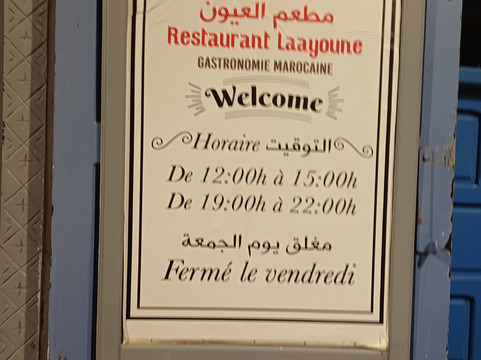 مطعم العيون
Restaurant Laayoune
GASTRONOMIE MAROCAINE
Welcome
Horaire التوقيت
De 12:00h à 15:00h
De 19:00h à 22:00h
مغلق يوم الجمعة
Fermé le vendredi